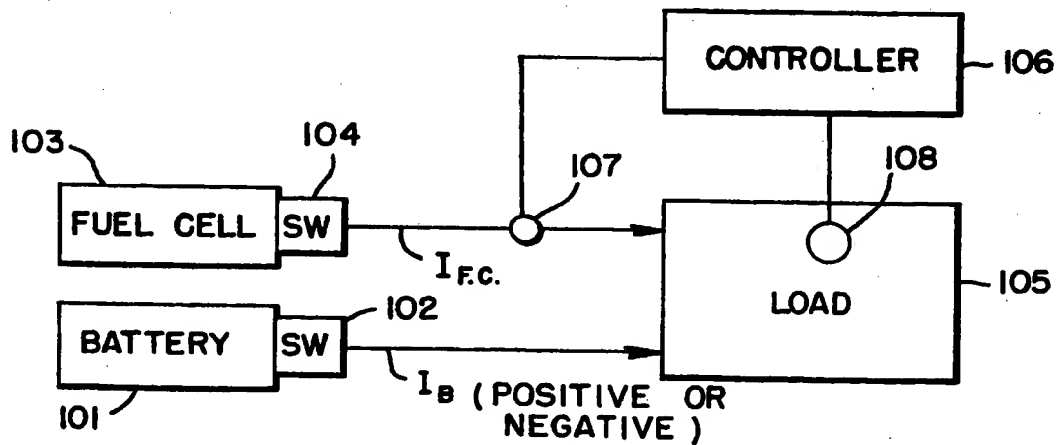 CONTROLLER
106
103
104
107
108
FUEL CELL
SW
I F.C.
105
LOAD
102
BATTERY
SW
101
I B (POSITIVE OR
NEGATIVE)